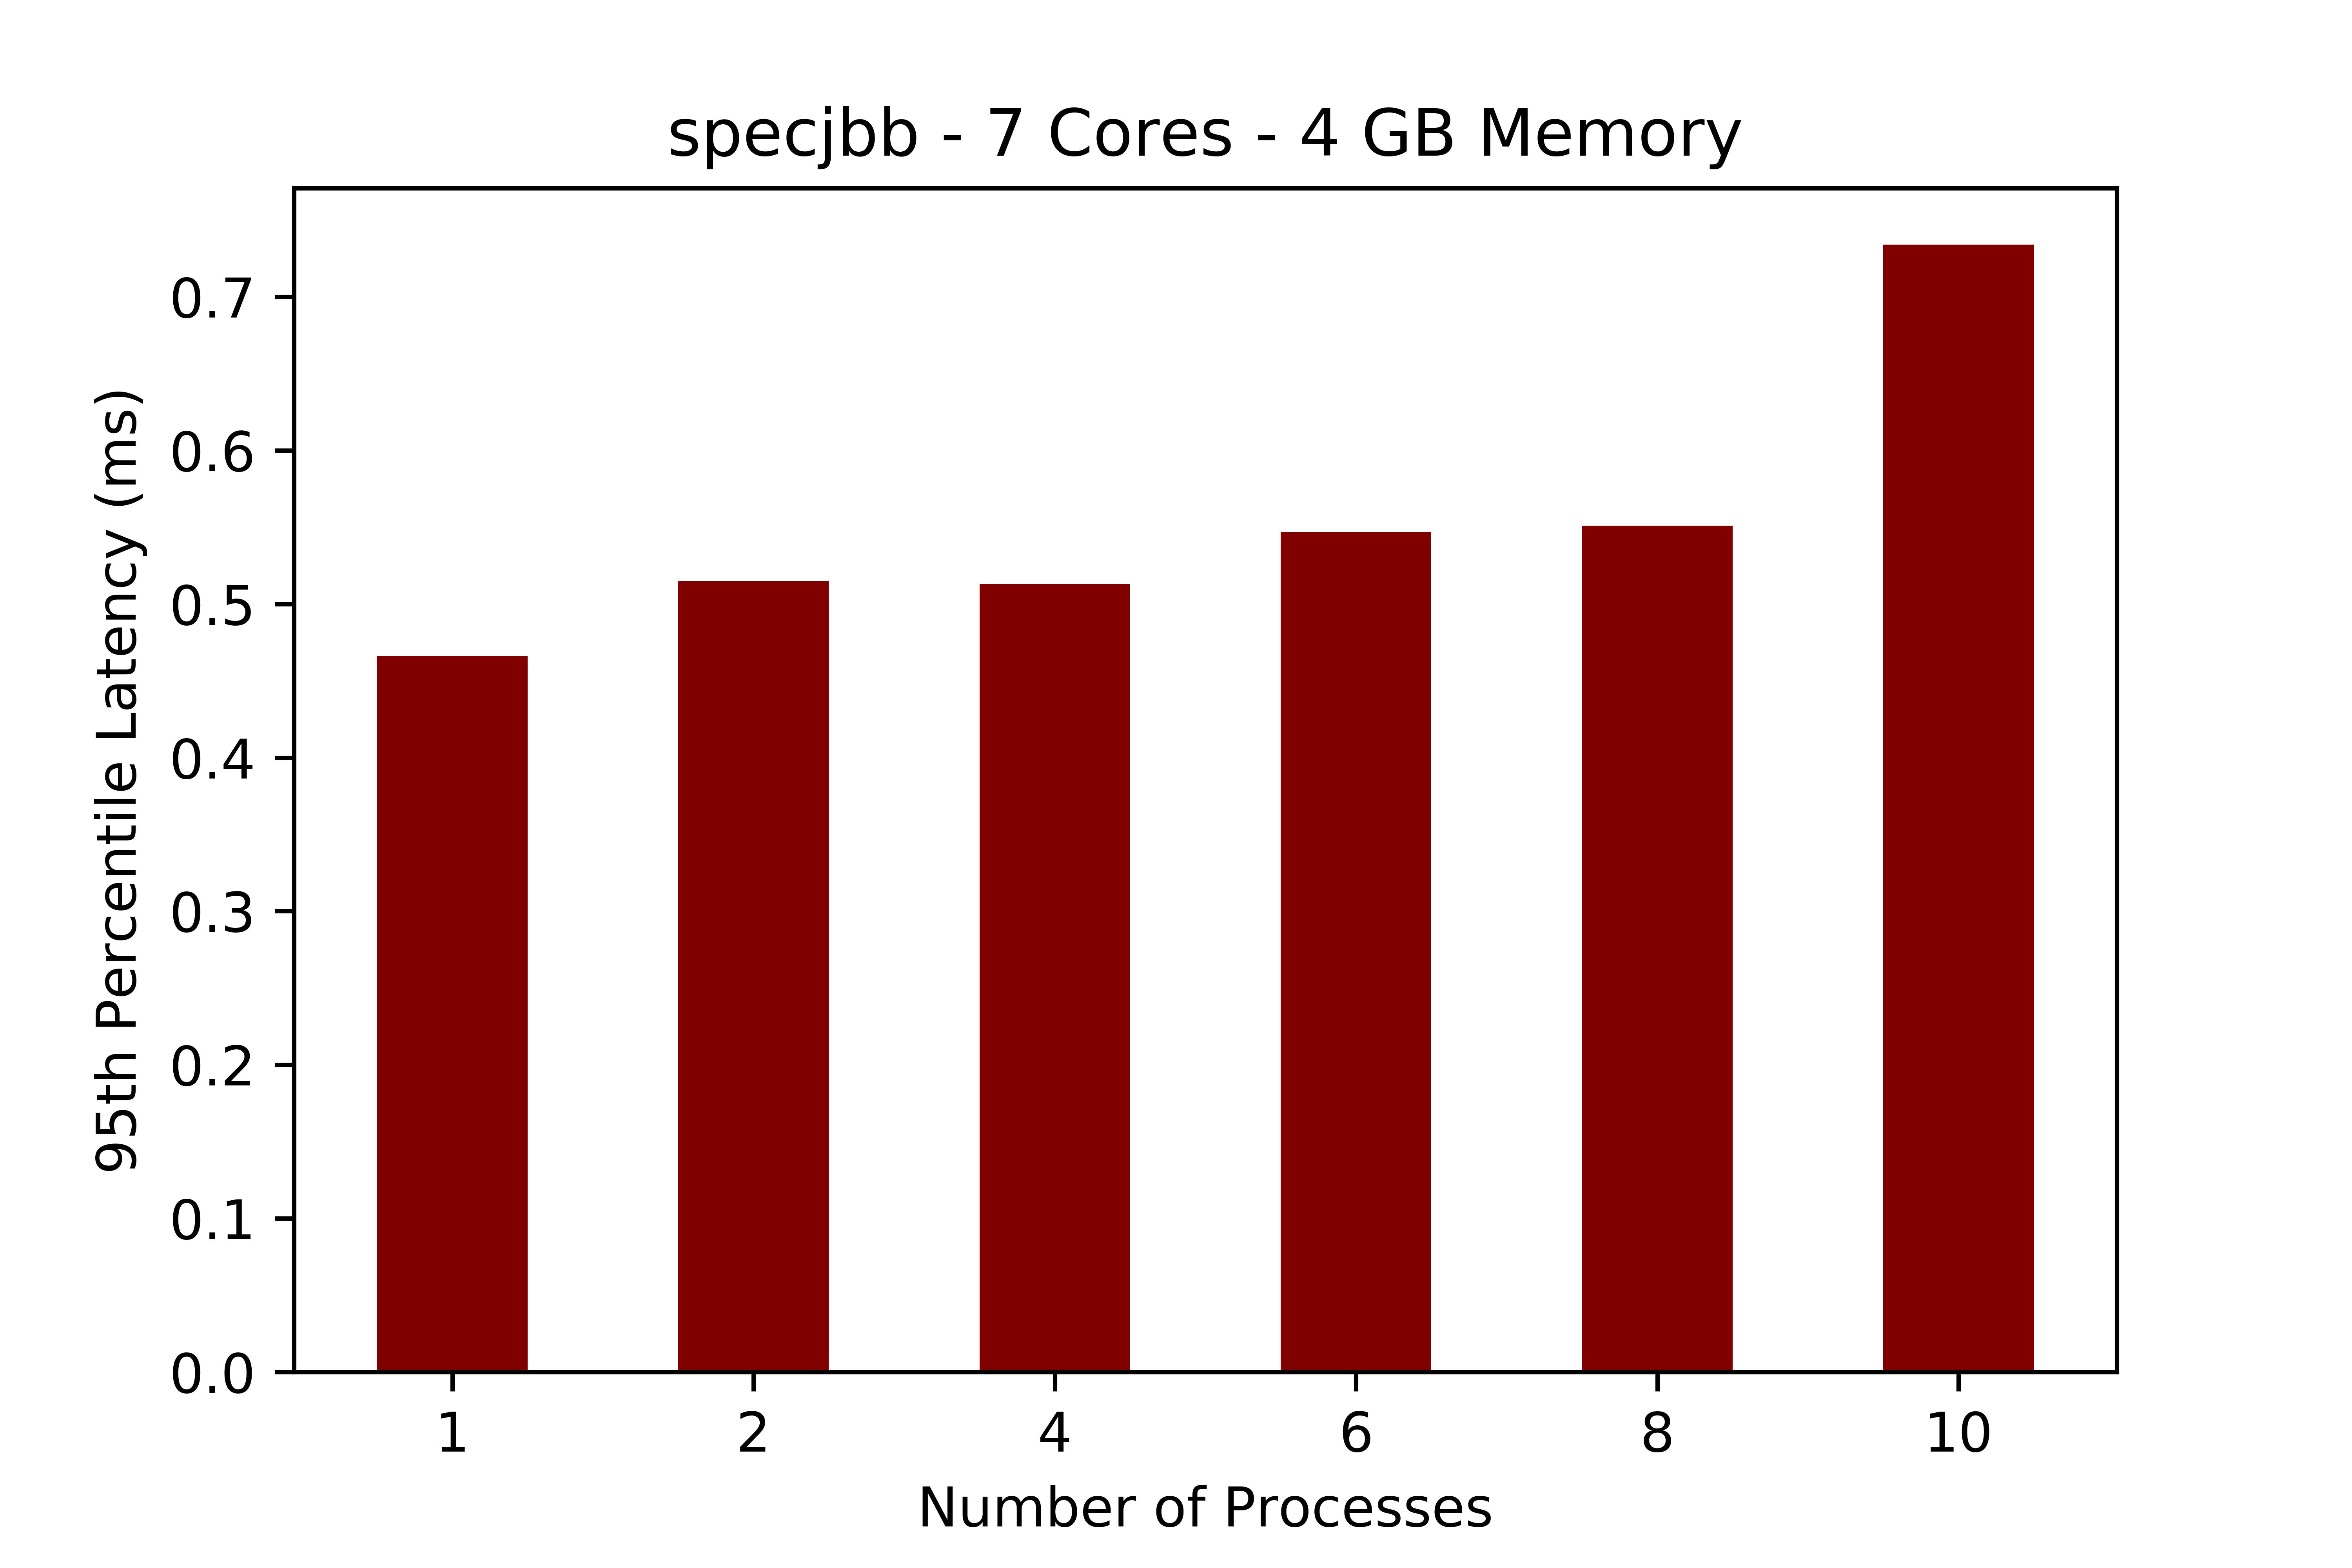 specjbb - 7 Cores - 4 GB Memory
95th Percentile Latency (ms)
0.7
0.6
0.5
0.4
0.3
0.2
0.1
0.0
1 2 4 6 8 10
Number of Processes